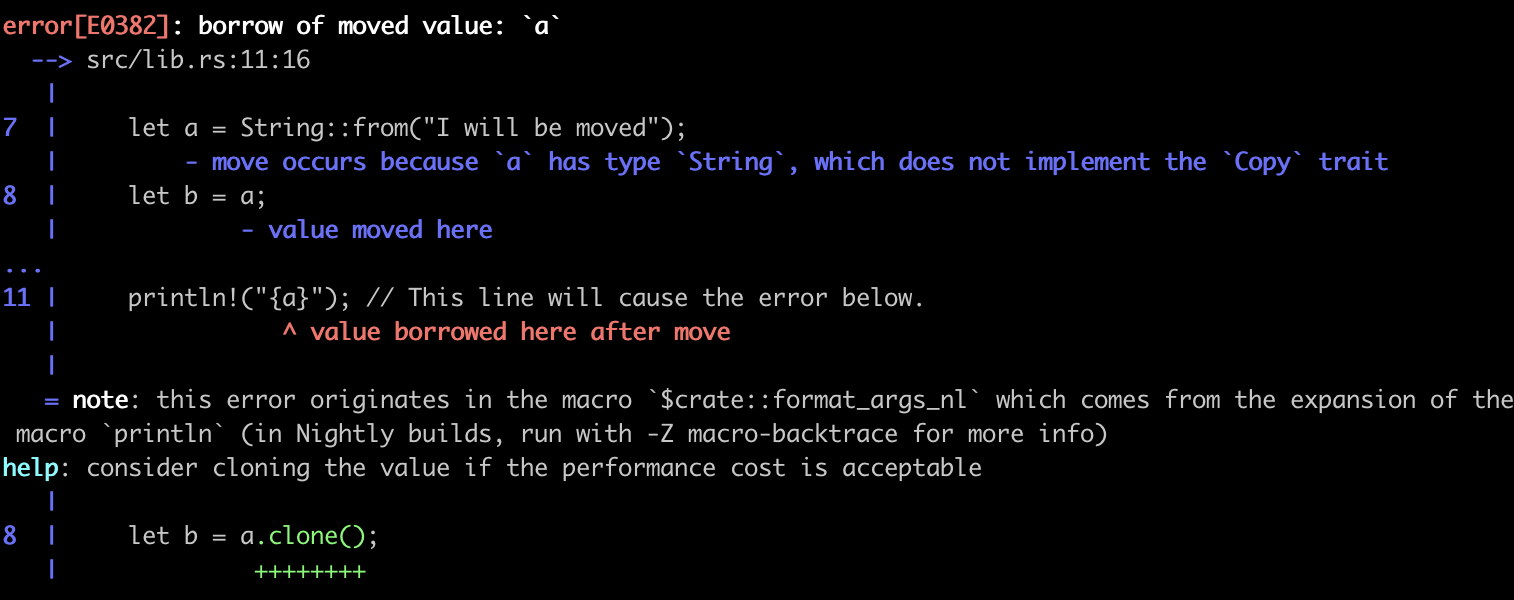 error[E0382]: borrow of moved value: `a`
  --> src/lib.rs:11:16
   |
7  |     let a = String::from("I will be moved");
   |         - move occurs because `a` has type `String`, which does not implement the `Copy` trait
8  |     let b = a;
   |             - value moved here
...
11 |     println!("{a}"); // This line will cause the error below.
   |                ^ value borrowed here after move
   |
   = note: this error originates in the macro `$crate::format_args_nl` which comes from the expansion of the
 macro `println` (in Nightly builds, run with -Z macro-backtrace for more info)
help: consider cloning the value if the performance cost is acceptable
   |
8  |     let b = a.clone();
   |              ++++++++